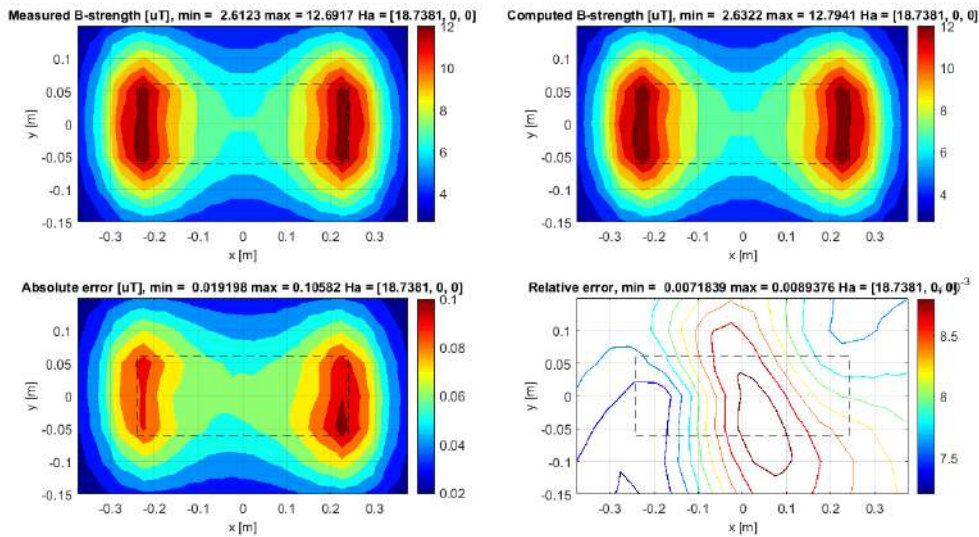 Measured B-strength [uT], min = 2.6123 max = 12.6917 Ha = [18.7381, 0, 0]
y [m]
0.1
0.05
0
-0.05
-0.1
-0.15
-0.3 -0.2 -0.1 0 0.1 0.2 0.3
x [m]
12
10
8
6
4
Computed B-strength [uT], min = 2.6322 max = 12.7941 Ha = [18.7381, 0, 0]
y [m]
0.1
0.05
0
-0.05
-0.1
-0.15
-0.3 -0.2 -0.1 0 0.1 0.2 0.3
x [m]
12
10
8
6
4
Absolute error [uT], min = 0.019198 max = 0.10582 Ha = [18.7381, 0, 0]
y [m]
0.1
0.05
0
-0.05
-0.1
-0.15
-0.3 -0.2 -0.1 0 0.1 0.2 0.3
x [m]
0.1
0.08
0.06
0.04
0.02
Relative error, min = 0.0071839 max = 0.0089376 Ha = [18.7381, 0, 0]
y [m]
0.1
0.05
0
-0.05
-0.1
-0.15
-0.3 -0.2 -0.1 0 0.1 0.2 0.3
x [m]
8.5
8
7.5